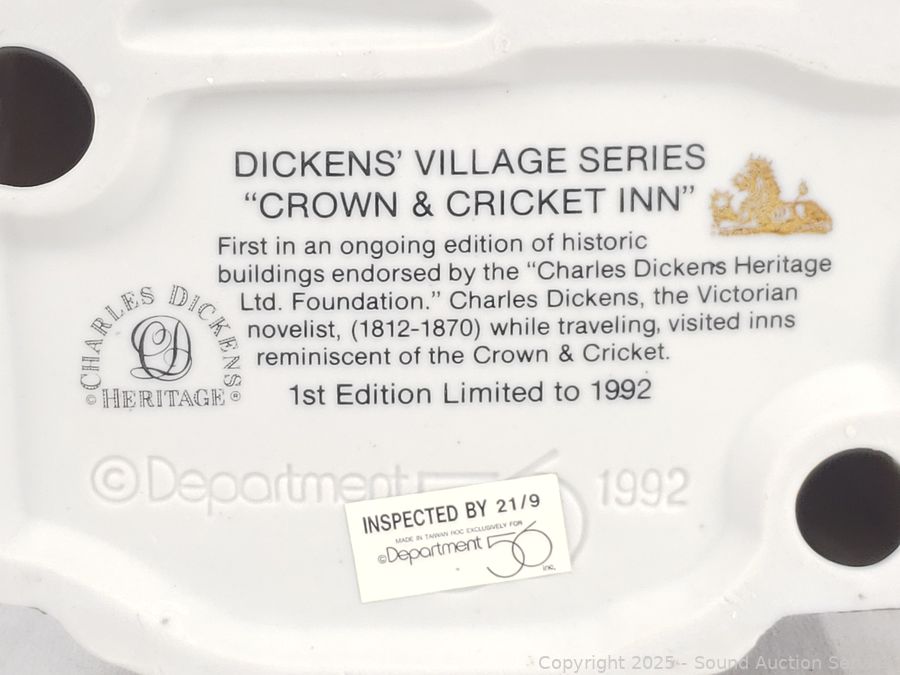 DICKENS' VILLAGE SERIES
"CROWN & CRICKET INN"
First in an ongoing edition of historic
buildings endorsed by the "Charles Dickens Heritage
Ltd. Foundation." Charles Dickens, the Victorian
novelist, (1812-1870) while traveling, visited inns
reminiscent of the Crown & Cricket.
1st Edition Limited to 1992
CHARLES DICKENS
CD
© HERITAGE ®
© Department 56 1992
INSPECTED BY 21/9
MADE IN TAIWAN ROC EXCLUSIVELY FOR
© Department 56 inc.
Copyright 2025 - Sound Auction Service